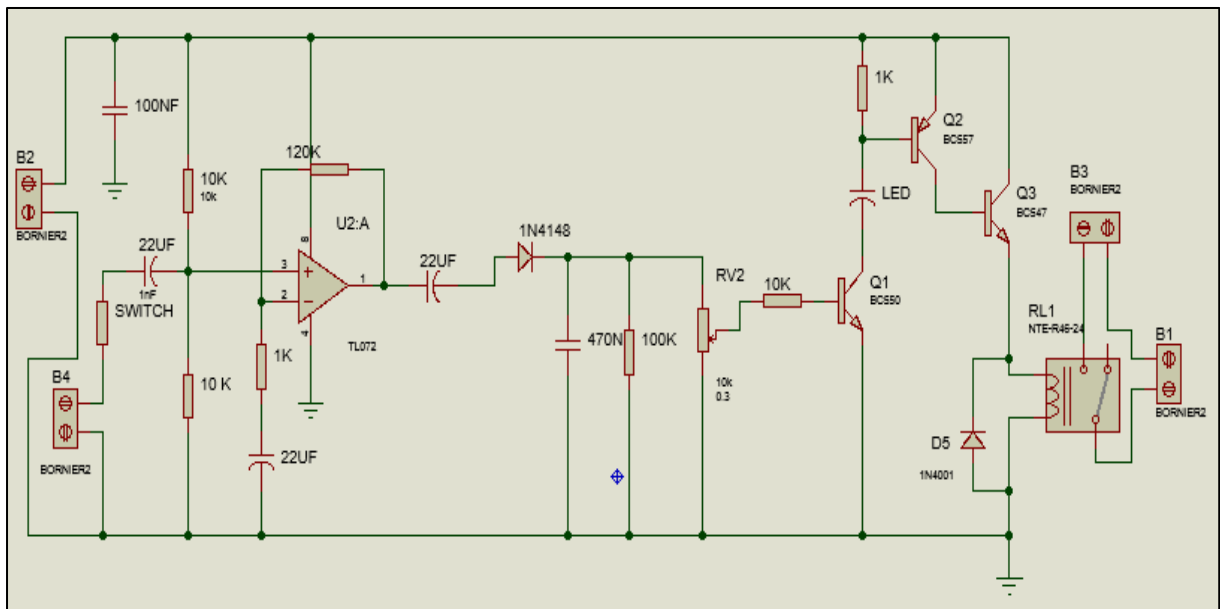 B2
BORNIER2
100NF
10K
10k
120K
U2:A
8
3
2
1
4
TL072
22UF
1nF
SWITCH
B4
BORNIER2
10 K
1K
22UF
22UF
1N4148
470N
100K
RV2
10k
0.3
10K
Q1
BC550
LED
1K
Q2
BC557
Q3
BC547
B3
BORNIER2
RL1
NTE-R46-24
B1
BORNIER2
D5
1N4001